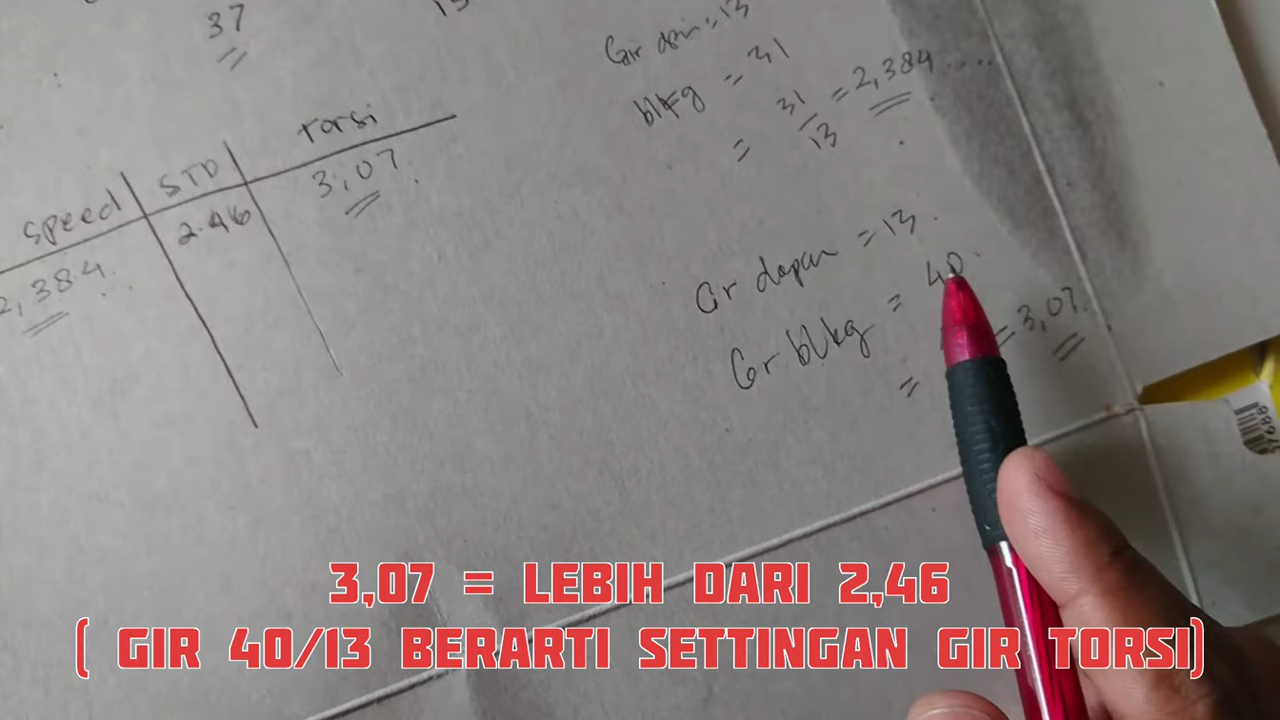 37
Torsi
speed STD
2,384. 2.46 3,07.
Gir dpn = 13
blkg = 31
= 31/13 = 2,384....
Gir dapan = 13.
Gir blkg = 40.
= = 3,07.
3,07 = LEBIH DARI 2,46
( GIR 40/13 BERARTI SETTINGAN GIR TORSI)